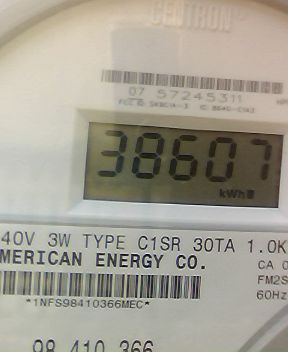 CENTRON
07 57245311
38607
kWh
40V 3W TYPE C1SR 30TA 1.0K
MERICAN ENERGY CO.
CA 0
FM2S
60Hz
*1NFS98410366MEC*
98 410 366